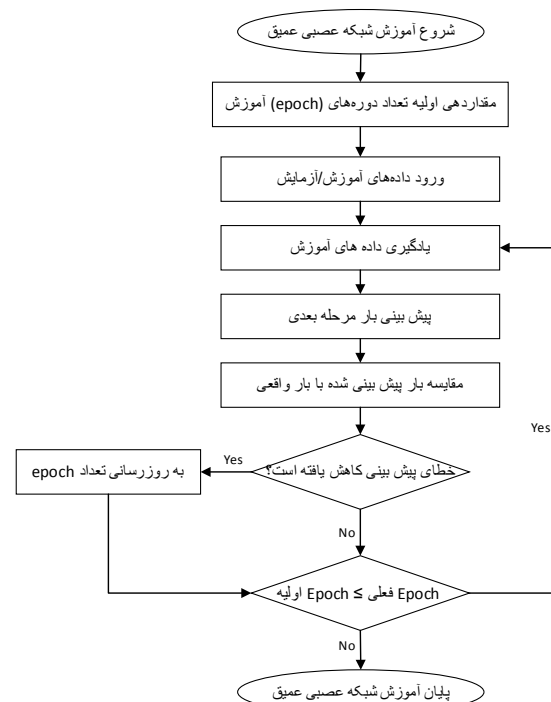 شروع آموزش شبکه عصبی عمیق
مقداردهی اولیه تعداد دوره‌های (epoch) آموزش
ورود داده‌های آموزش/آزمایش
یادگیری داده های آموزش
پیش بینی بار مرحله بعدی
مقایسه بار پیش بینی شده با بار واقعی
Yes
خطای پیش بینی کاهش یافته است؟
Yes
به روزرسانی تعداد epoch
No
Epoch فعلی ≤ Epoch اولیه
No
پایان آموزش شبکه عصبی عمیق